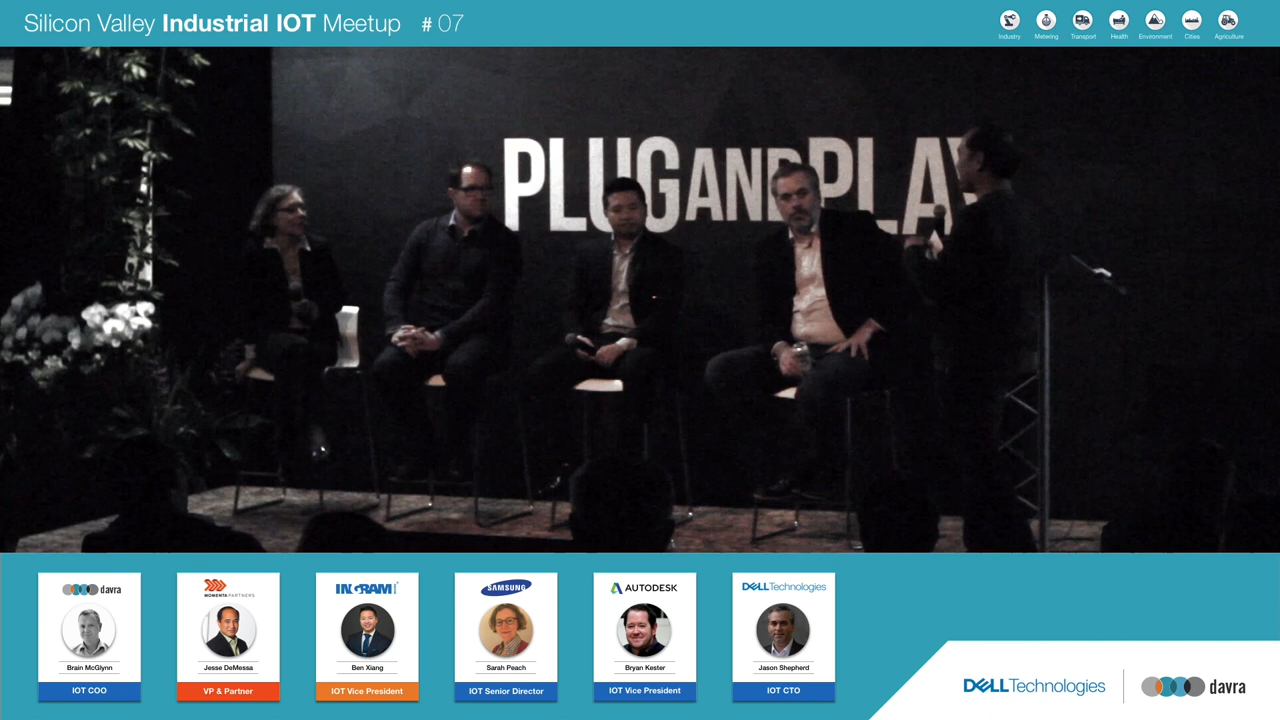 Silicon Valley Industrial IOT Meetup # 07
Industry Metering Transport Health Environment Cities Agriculture
PLUG AND PLAY
davra
Brain McGlynn
IOT COO
MOMENTA PARTNERS
Jesse DeMessa
VP & Partner
INGRAM
Ben Xiang
IOT Vice President
SAMSUNG
Sarah Peach
IOT Senior Director
AUTODESK
Bryan Kester
IOT Vice President
DELL Technologies
Jason Shepherd
IOT CTO
DELL Technologies
davra